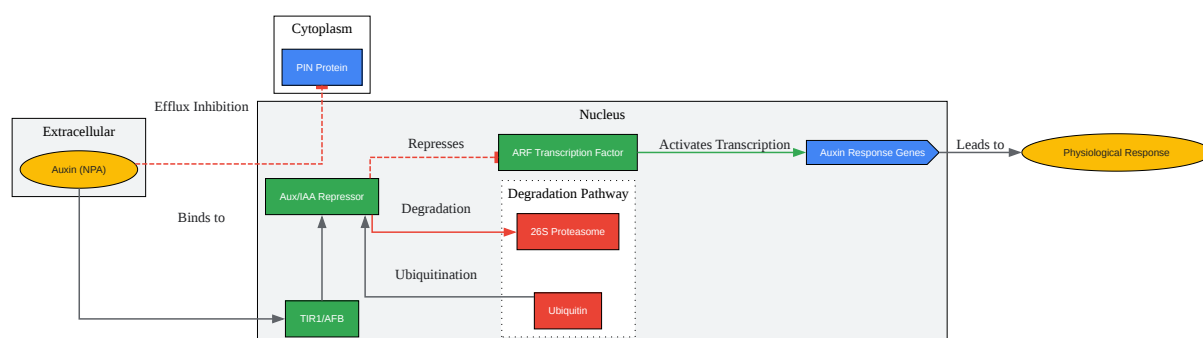 Cytoplasm
PIN Protein
Efflux Inhibition
Nucleus
Extracellular
Auxin (NPA)
Represses
ARF Transcription Factor
Activates Transcription
Auxin Response Genes
Leads to
Physiological Response
Aux/IAA Repressor
Degradation Pathway
Binds to
Degradation
26S Proteasome
Ubiquitination
Ubiquitin
TIR1/AFB